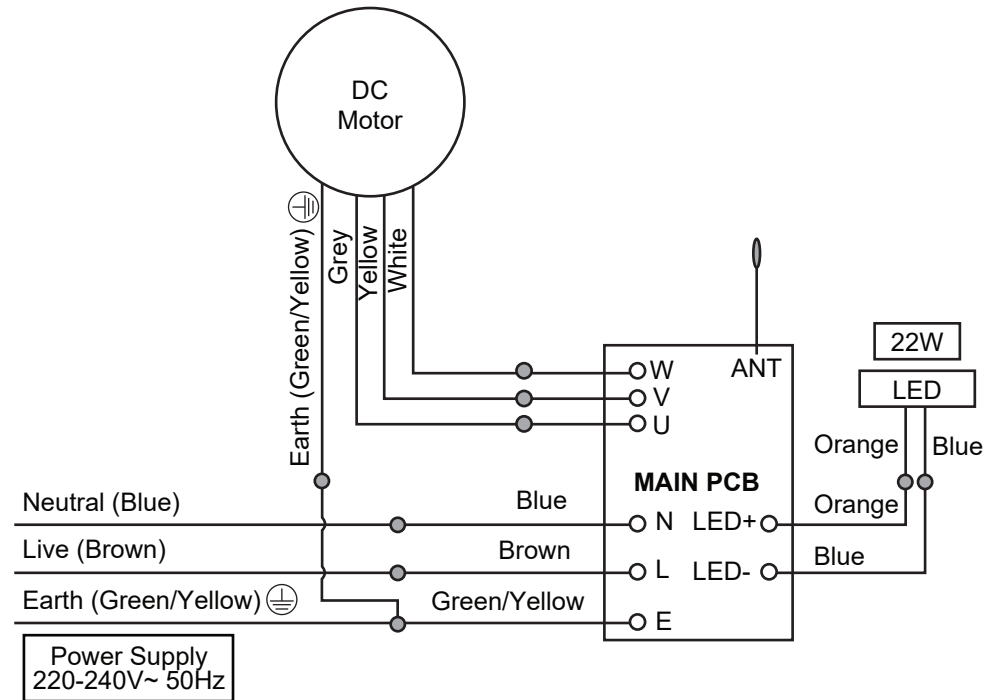 DC
Motor
Earth (Green/Yellow)
Grey
Yellow
White
W
V
U
ANT
22W
LED
Orange
Blue
MAIN PCB
Neutral (Blue)
Blue
N
LED+
Orange
Live (Brown)
Brown
L
LED-
Blue
Earth (Green/Yellow)
Green/Yellow
E
Power Supply
220-240V~ 50Hz